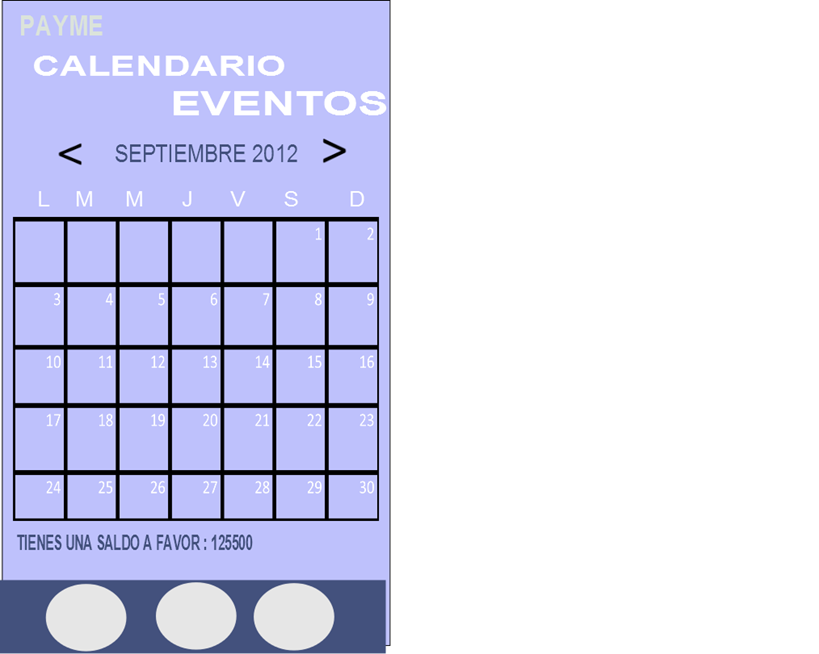 PAYME
CALENDARIO
EVENTOS
< SEPTIEMBRE 2012 >
L M M J V S D
1 2
3 4 5 6 7 8 9
10 11 12 13 14 15 16
17 18 19 20 21 22 23
24 25 26 27 28 29 30
TIENES UNA SALDO A FAVOR : 125500